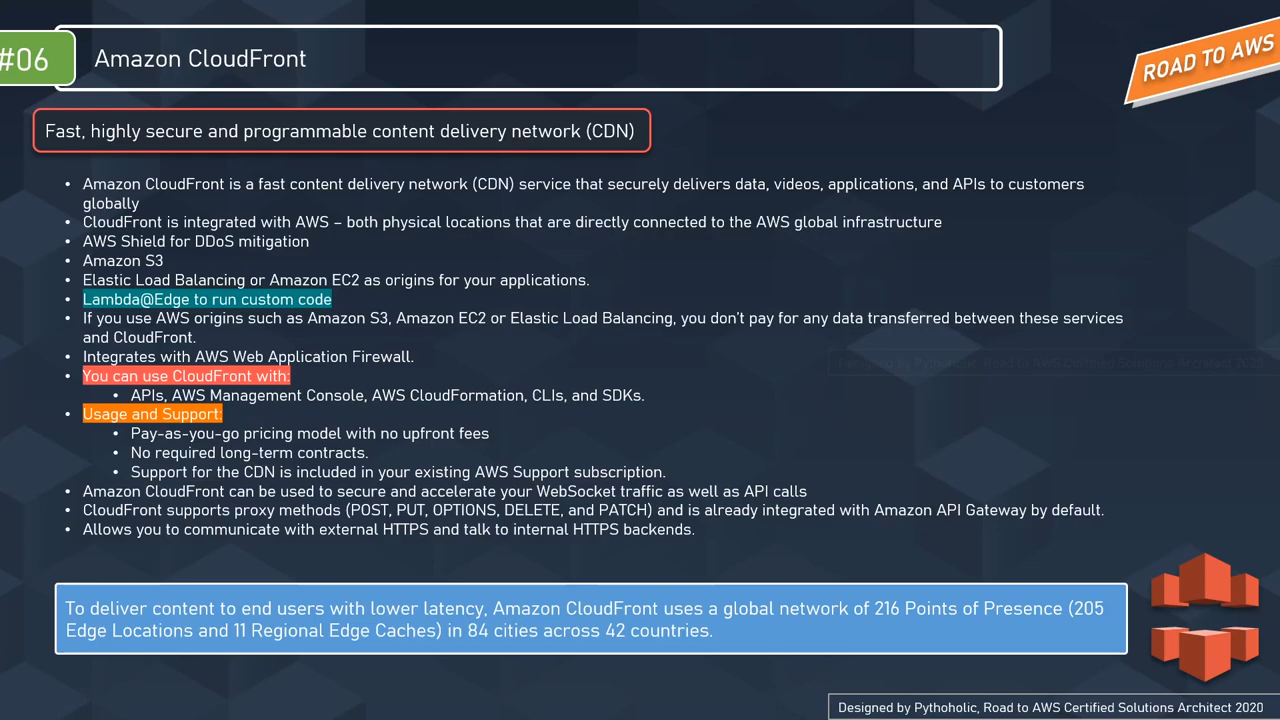 #06
Amazon CloudFront
ROAD TO AWS
Fast, highly secure and programmable content delivery network (CDN)
• Amazon CloudFront is a fast content delivery network (CDN) service that securely delivers data, videos, applications, and APIs to customers
globally
• CloudFront is integrated with AWS – both physical locations that are directly connected to the AWS global infrastructure
• AWS Shield for DDoS mitigation
• Amazon S3
• Elastic Load Balancing or Amazon EC2 as origins for your applications.
• Lambda@Edge to run custom code
• If you use AWS origins such as Amazon S3, Amazon EC2 or Elastic Load Balancing, you don't pay for any data transferred between these services
and CloudFront.
• Integrates with AWS Web Application Firewall.
• You can use CloudFront with:
• APIs, AWS Management Console, AWS CloudFormation, CLIs, and SDKs.
• Usage and Support:
• Pay-as-you-go pricing model with no upfront fees
• No required long-term contracts.
• Support for the CDN is included in your existing AWS Support subscription.
• Amazon CloudFront can be used to secure and accelerate your WebSocket traffic as well as API calls
• CloudFront supports proxy methods (POST, PUT, OPTIONS, DELETE, and PATCH) and is already integrated with Amazon API Gateway by default.
• Allows you to communicate with external HTTPS and talk to internal HTTPS backends.
To deliver content to end users with lower latency, Amazon CloudFront uses a global network of 216 Points of Presence (205
Edge Locations and 11 Regional Edge Caches) in 84 cities across 42 countries.
Designed by Pythoholic, Road to AWS Certified Solutions Architect 2020